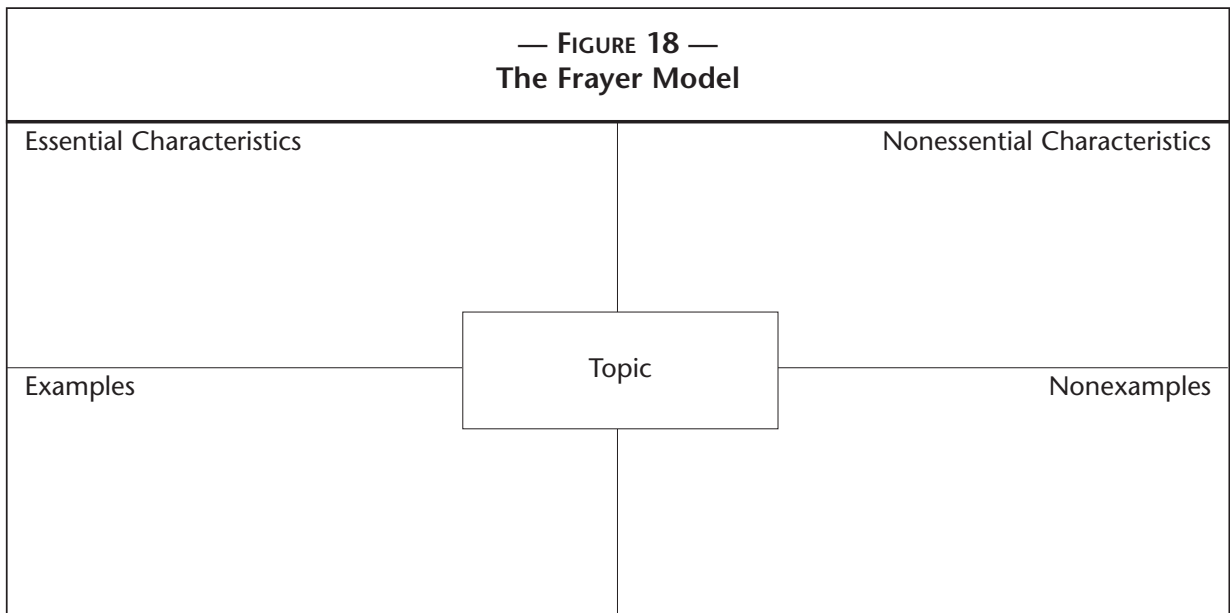 — FIGURE 18 —
The Frayer Model
Essential Characteristics
Nonessential Characteristics
Topic
Examples
Nonexamples